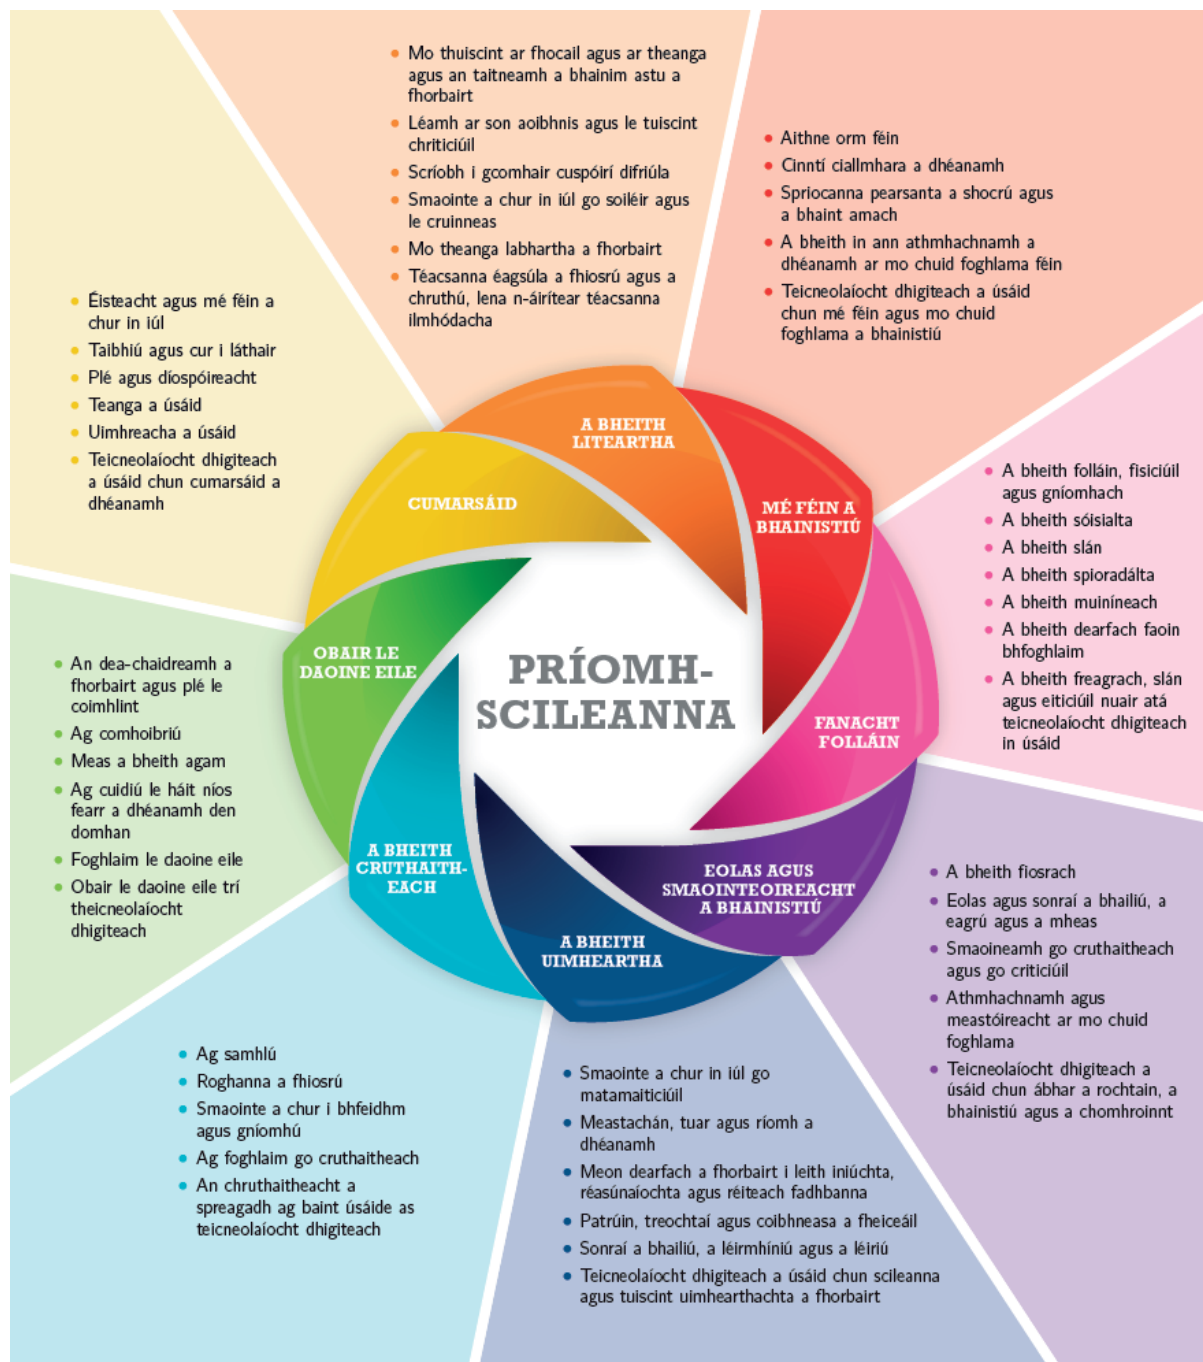 PRÍOMH-
SCILEANNA
A BHEITH
LITEARTHA
• Mo thuiscint ar fhocail agus ar theanga
agus an taitneamh a bhainim astu a
fhorbairt
• Léamh ar son aoibhnis agus le tuiscint
chriticiúil
• Scríobh i gcomhair cuspóirí difriúla
• Smaointe a chur in iúl go soiléir agus
le cruinneas
• Mo theanga labhartha a fhorbairt
• Téacsanna éagsúla a fhiosrú agus a
chruthú, lena n-áirítear téacsanna
ilmhódacha
MÉ FÉIN A
BHAINISTIÚ
• Aithne orm féin
• Cinntí ciallmhara a dhéanamh
• Spriocanna pearsanta a shocrú agus
a bhaint amach
• A bheith in ann athmhachnamh a
dhéanamh ar mo chuid foghlama féin
• Teicneolaíocht dhigiteach a úsáid
chun mé féin agus mo chuid
foghlama a bhainistiú
FANACHT
FOLLÁIN
• A bheith folláin, fisiciúil
agus gníomhach
• A bheith sóisialta
• A bheith slán
• A bheith spioradálta
• A bheith muiníneach
• A bheith dearfach faoin
bhfoghlaim
• A bheith freagrach, slán
agus eiticiúil nuair atá
teicneolaíocht dhigiteach
in úsáid
EOLAS AGUS
SMAOINTEOIREACHT
A BHAINISTIÚ
• A bheith fiosrach
• Eolas agus sonraí a bhailiú, a
eagrú agus a mheas
• Smaoineamh go cruthaitheach
agus go criticiúil
• Athmhachnamh agus
meastóireacht ar mo chuid
foghlama
• Teicneolaíocht dhigiteach a
úsáid chun ábhar a rochtain, a
bhainistiú agus a chomhroinnt
A BHEITH
UIMHEARTHA
• Smaointe a chur in iúl go
matamaiticiúil
• Meastachán, tuar agus ríomh a
dhéanamh
• Meon dearfach a fhorbairt i leith iniúchta,
réasúnaíochta agus réiteach fadhbanna
• Patrúin, treochtaí agus coibhneasa a fheiceáil
• Sonraí a bhailiú, a léirmhíniú agus a léiriú
• Teicneolaíocht dhigiteach a úsáid chun scileanna
agus tuiscint uimhearthachta a fhorbairt
A BHEITH
CRUTHAITH-
EACH
• Ag samhlú
• Roghanna a fhiosrú
• Smaointe a chur i bhfeidhm
agus gníomhú
• Ag foghlaim go cruthaitheach
• An chruthaitheacht a
spreagadh ag baint úsáide as
teicneolaíocht dhigiteach
OBAIR LE
DAOINE EILE
• An dea-chaidreamh a
fhorbairt agus plé le
coimhlint
• Ag comhoibriú
• Meas a bheith agam
• Ag cuidiú le háit níos
fearr a dhéanamh den
domhan
• Foghlaim le daoine eile
• Obair le daoine eile trí
theicneolaíocht
dhigiteach
CUMARSÁID
• Éisteacht agus mé féin a
chur in iúl
• Taibhiú agus cur i láthair
• Plé agus díospóireacht
• Teanga a úsáid
• Uimhreacha a úsáid
• Teicneolaíocht dhigiteach
a úsáid chun cumarsáid a
dhéanamh